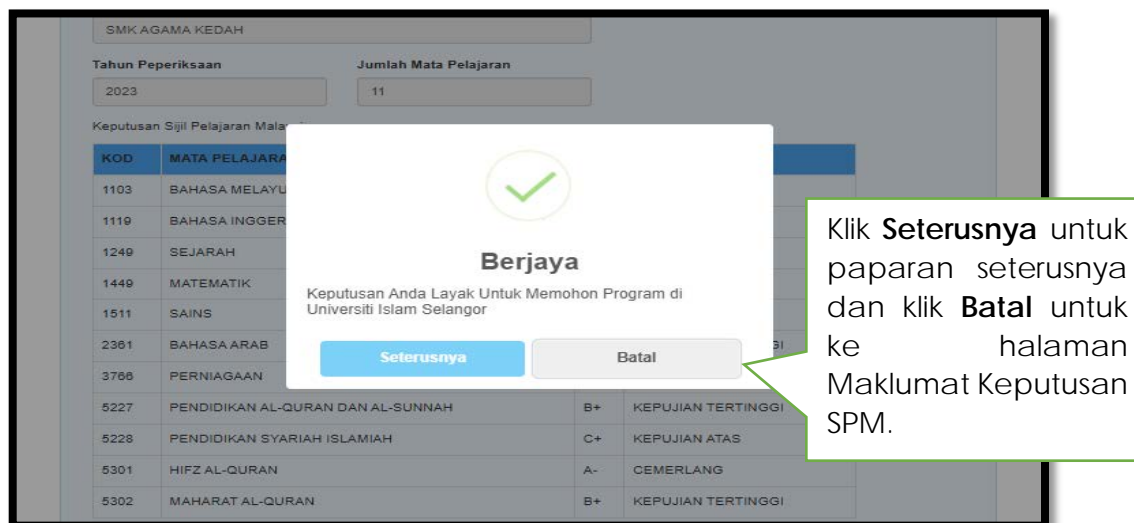 SMK AGAMA KEDAH
Tahun Peperiksaan Jumlah Mata Pelajaran
2023 11
Keputusan Sijil Pelajaran
KOD MATA PELAJARA
1103 BAHASA MELAYU
1119 BAHASA INGGER
1249 SEJARAH
1449 MATEMATIK
1511 SAINS
2361 BAHASA ARAB GI
3766 PERNIAGAAN
5227 PENDIDIKAN AL-QURAN DAN AL-SUNNAH B+ KEPUJIAN TERTINGGI
5228 PENDIDIKAN SYARIAH ISLAMIAH C+ KEPUJIAN ATAS
5301 HIFZ AL-QURAN A- CEMERLANG
5302 MAHARAT AL-QURAN B+ KEPUJIAN TERTINGGI
Berjaya
Keputusan Anda Layak Untuk Memohon Program di
Universiti Islam Selangor
Seterusnya Batal
Klik Seterusnya untuk
paparan seterusnya
dan klik Batal untuk
ke halaman
Maklumat Keputusan
SPM.